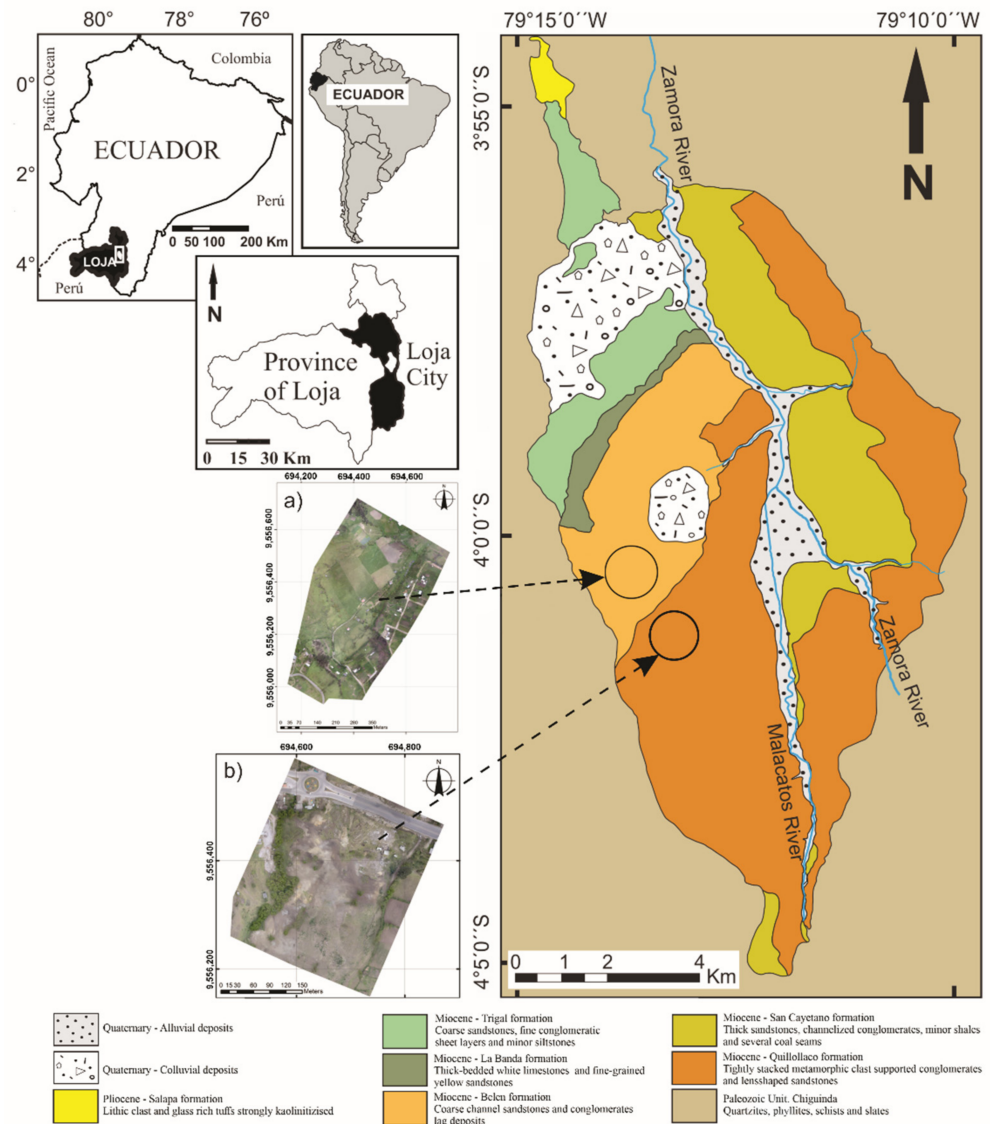 80° 78° 76°
0°
2°
4°
Pacific Ocean
Colombia
ECUADOR
Perú
0 50 100 200 Km
LOJA
Perú
ECUADOR
N
Province
of Loja
Loja
City
0 15 30 Km
694,200 694,400 694,600
a)
N
9,556,600
9,556,400
9,556,200
9,556,000
Meters
694,600 694,800
b)
N
9,556,400
9,556,200
0 15 30 60 90 120 150
Meters
79°15´0´´W 79°10´0´´W
3°55´0´´S
4°0´0´´S
4°5´0´´S
Zamora River
N
Zamora River
Malacatos River
0 1 2 4
Km
Quaternary - Alluvial deposits
Quaternary - Colluvial deposits
Pliocene - Salapa formation
Lithic clast and glass rich tuffs strongly kaolinitizised
Miocene - Trigal formation
Coarse sandstones, fine conglomeratic
sheet layers and minor siltstones
Miocene - La Banda formation
Thick-bedded white limestones and fine-grained
yellow sandstones
Miocene - Belen formation
Coarse channel sandstones and conglomerates
lag deposits
Miocene - San Cayetano formation
Thick sandstones, channelized conglomerates, minor shales
and several coal seams
Miocene - Quillollaco formation
Tightly stacked metamorphic clast supported conglomerates
and lensshaped sandstones
Paleozoic Unit. Chiguinda
Quartzites, phyllites, schists and slates